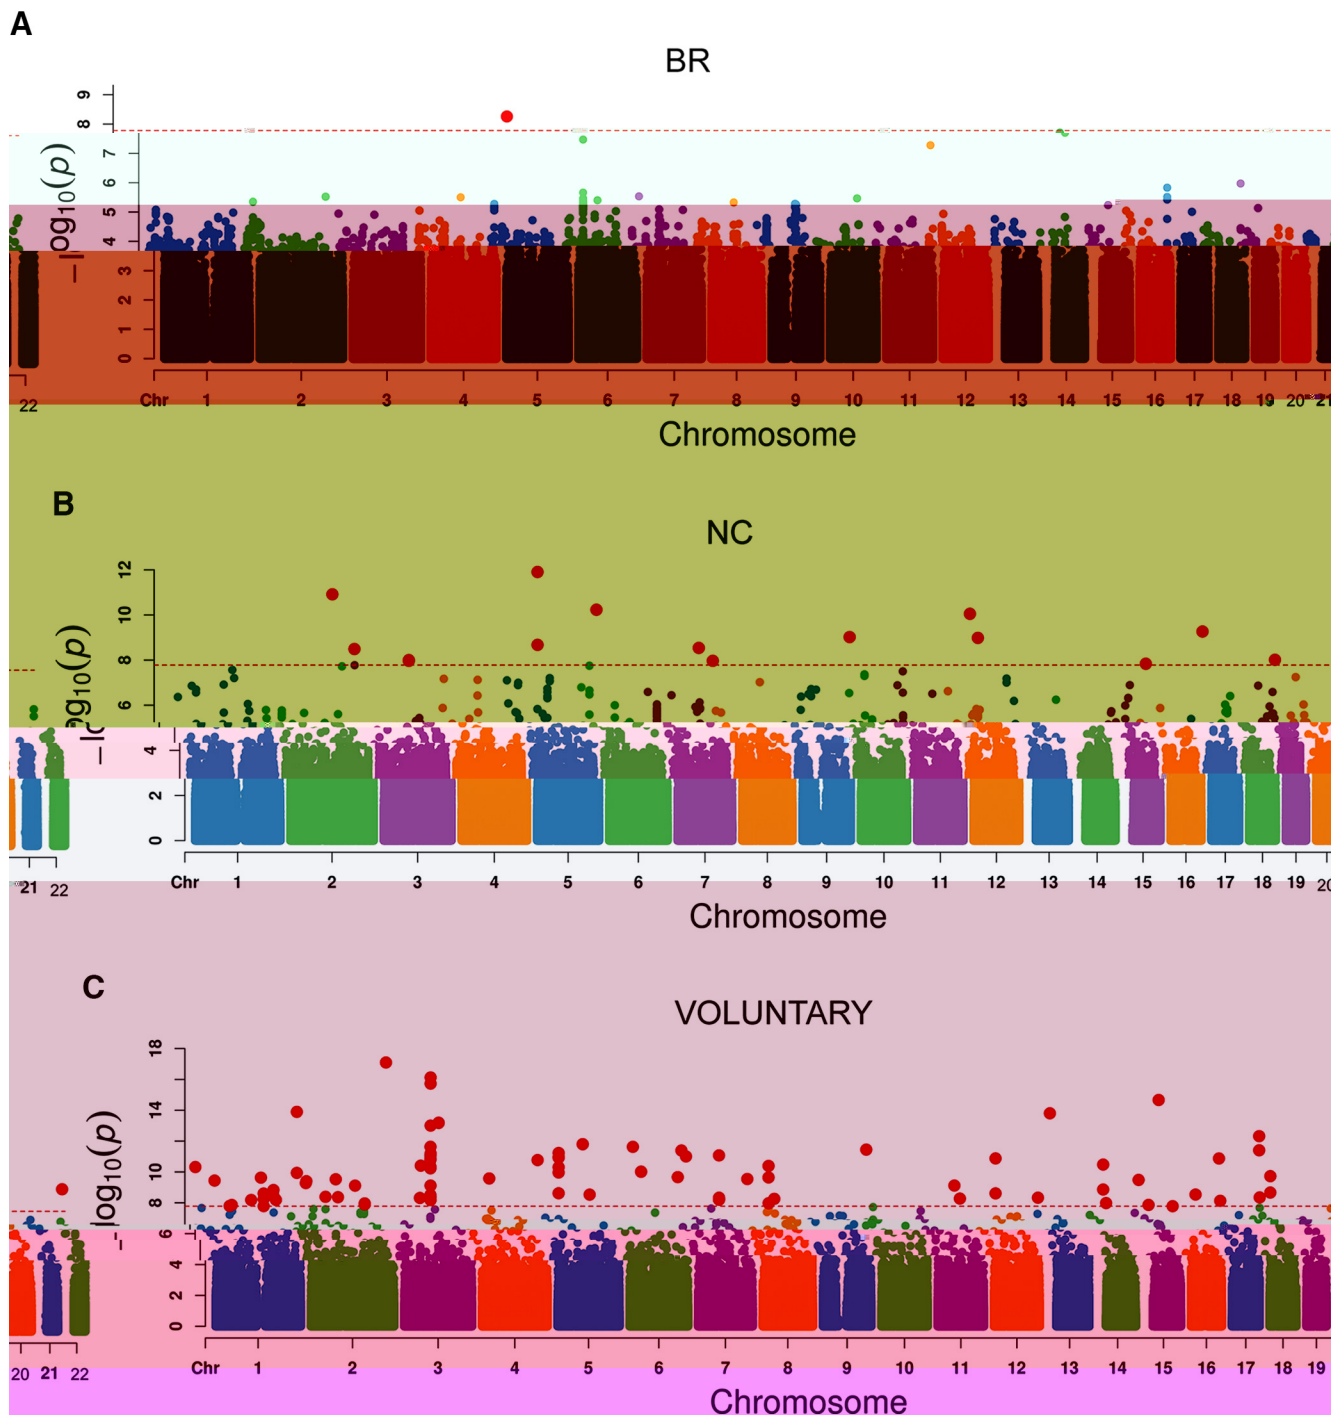 A
BR
9
8
7
6
5
4
3
2
1
0
−log10(p)
Chr 1 2 3 4 5 6 7 8 9 10 11 12 13 14 15 16 17 18 19 20 21
22
Chromosome
B
NC
12
10
8
6
4
2
0
−log10(p)
Chr 1 2 3 4 5 6 7 8 9 10 11 12 13 14 15 16 17 18 19 20
21 22
Chromosome
C
VOLUNTARY
18
14
10
8
6
4
2
0
−log10(p)
Chr 1 2 3 4 5 6 7 8 9 10 11 12 13 14 15 16 17 18 19
20 21 22
Chromosome